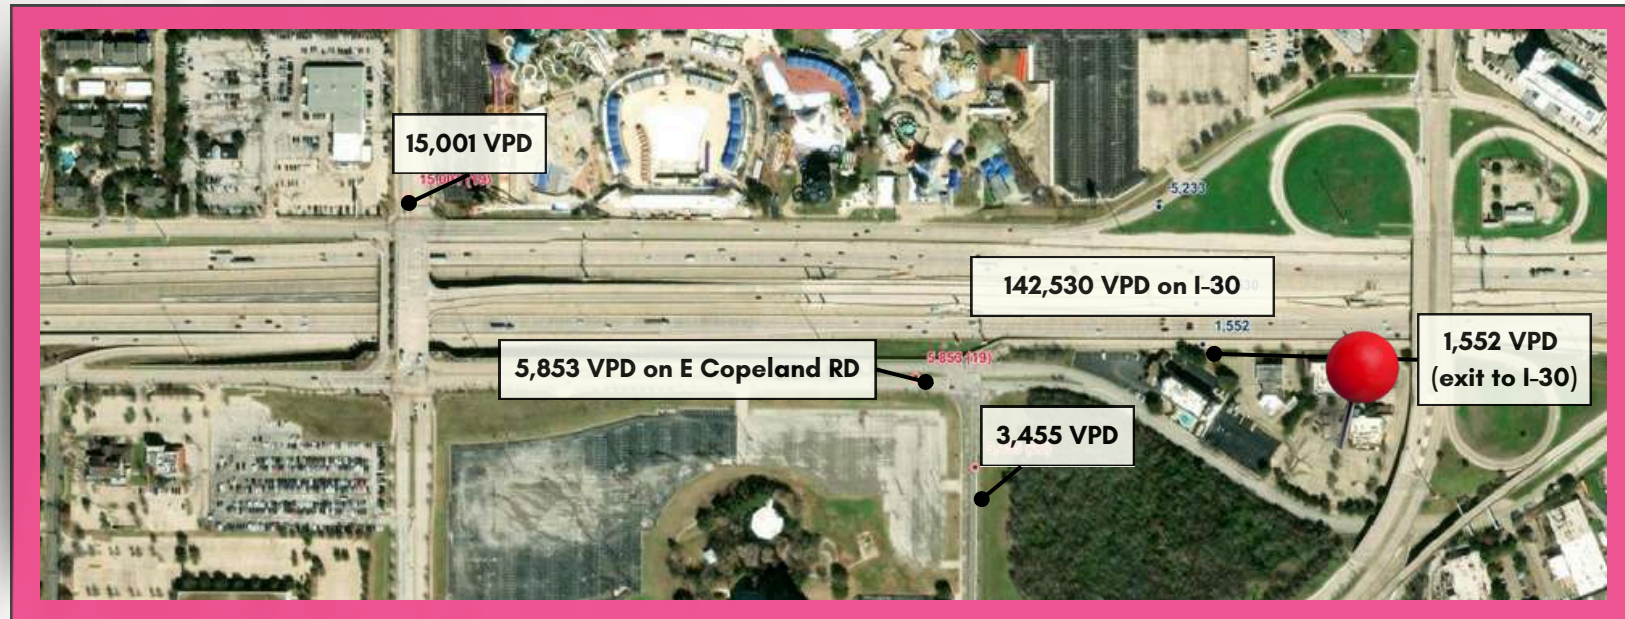 15,001 VPD
5,233
142,530 VPD on I-30
1,552
5,853 (19)
5,853 VPD on E Copeland RD
1,552 VPD
(exit to I-30)
3,455 VPD